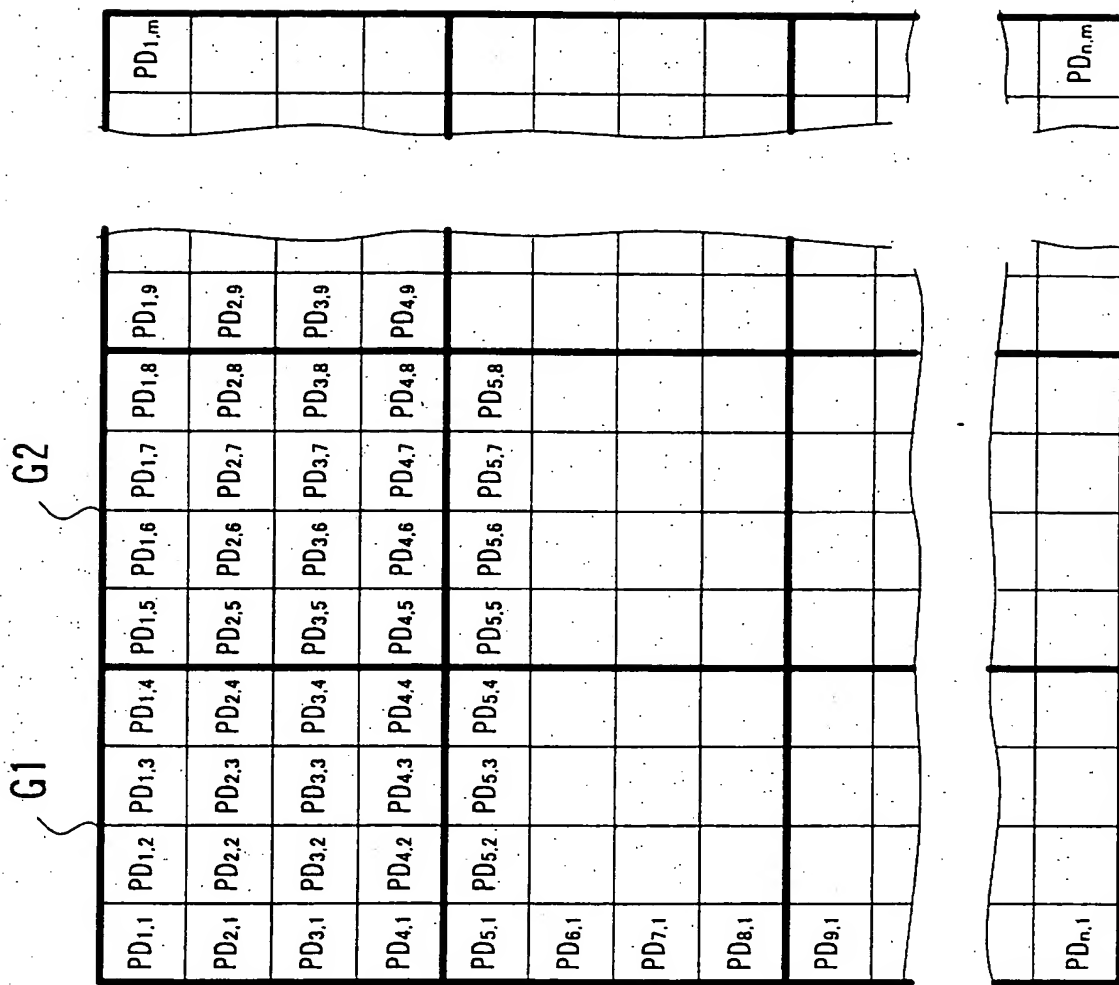 G1 G2
PD1,1 PD1,2 PD1,3 PD1,4 PD1,5 PD1,6 PD1,7 PD1,8 PD1,9 PD1,m
PD2,1 PD2,2 PD2,3 PD2,4 PD2,5 PD2,6 PD2,7 PD2,8 PD2,9
PD3,1 PD3,2 PD3,3 PD3,4 PD3,5 PD3,6 PD3,7 PD3,8 PD3,9
PD4,1 PD4,2 PD4,3 PD4,4 PD4,5 PD4,6 PD4,7 PD4,8 PD4,9
PD5,1 PD5,2 PD5,3 PD5,4 PD5,5 PD5,6 PD5,7 PD5,8
PD6,1
PD7,1
PD8,1
PD9,1
PDn,1 PDn,m